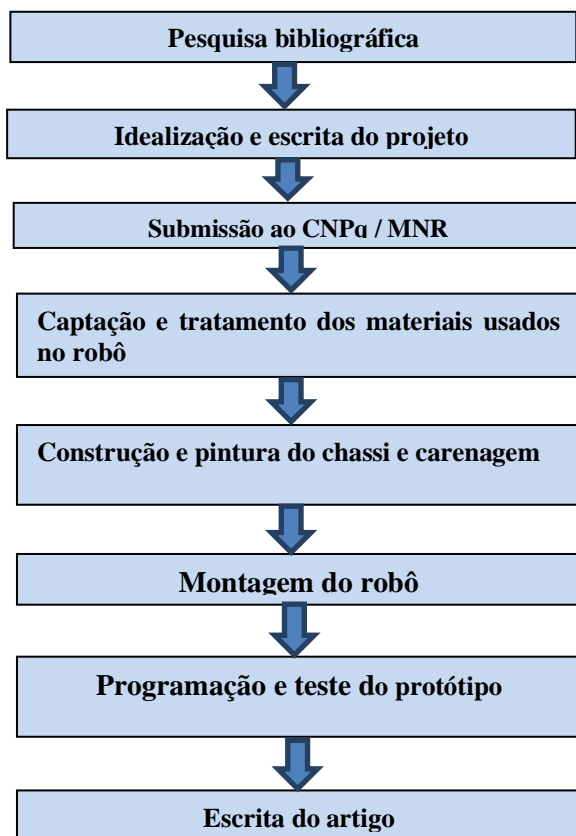 Pesquisa bibliográfica
Idealização e escrita do projeto
Submissão ao CNPq / MNR
Captação e tratamento dos materiais usados
no robô
Construção e pintura do chassi e carenagem
Montagem do robô
Programação e teste do protótipo
Escrita do artigo